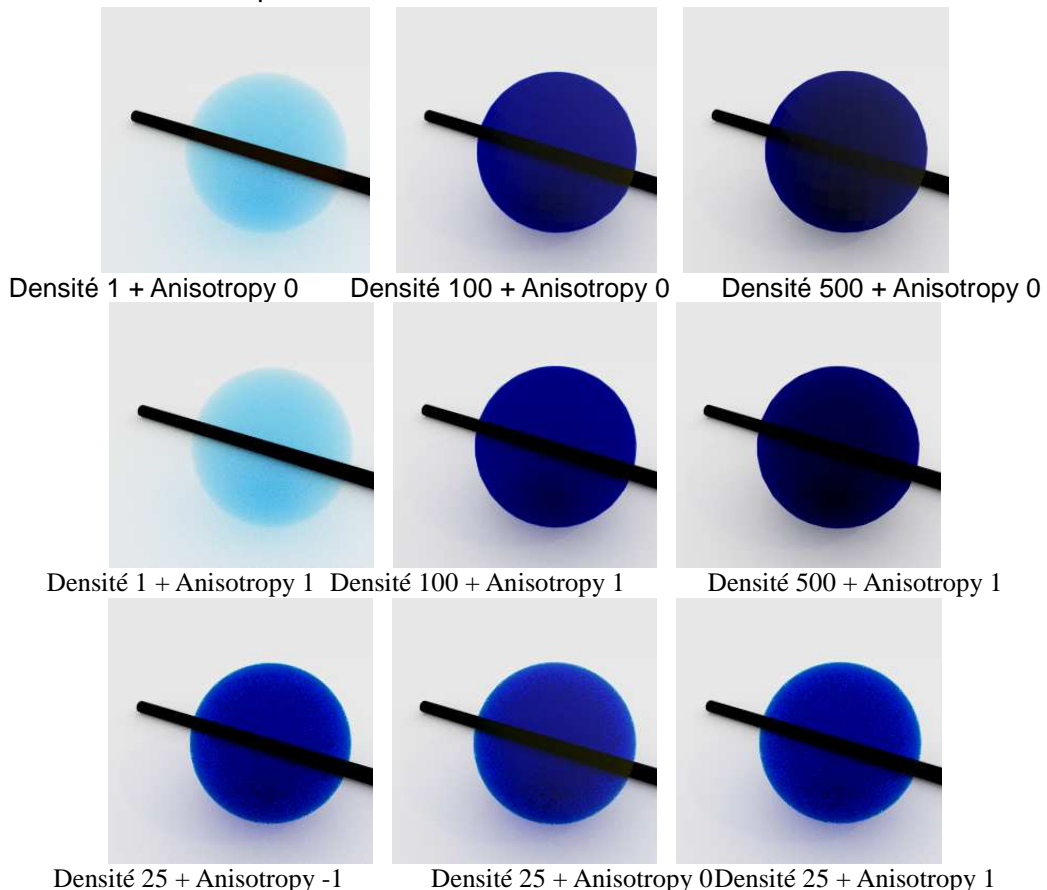 Densité 1 + Anisotropy 0 Densité 100 + Anisotropy 0 Densité 500 + Anisotropy 0
Densité 1 + Anisotropy 1 Densité 100 + Anisotropy 1 Densité 500 + Anisotropy 1
Densité 25 + Anisotropy -1 Densité 25 + Anisotropy 0Densité 25 + Anisotropy 1